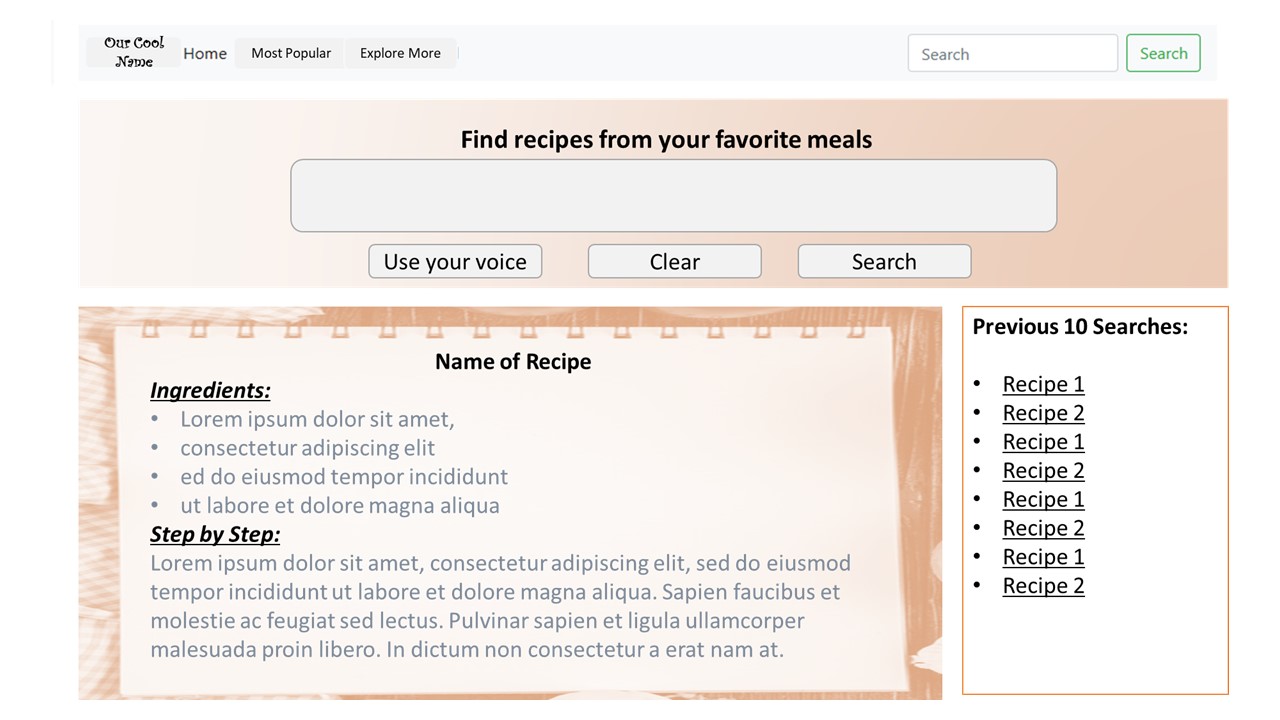 Our Cool
Name
Home
Most Popular
Explore More
Search
Search
Find recipes from your favorite meals
Use your voice
Clear
Search
Name of Recipe
Ingredients:
• Lorem ipsum dolor sit amet,
• consectetur adipiscing elit
• ed do eiusmod tempor incididunt
• ut labore et dolore magna aliqua
Step by Step:
Lorem ipsum dolor sit amet, consectetur adipiscing elit, sed do eiusmod
tempor incididunt ut labore et dolore magna aliqua. Sapien faucibus et
molestie ac feugiat sed lectus. Pulvinar sapien et ligula ullamcorper
malesuada proin libero. In dictum non consectetur a erat nam at.
Previous 10 Searches:
• Recipe 1
• Recipe 2
• Recipe 1
• Recipe 2
• Recipe 1
• Recipe 2
• Recipe 1
• Recipe 2